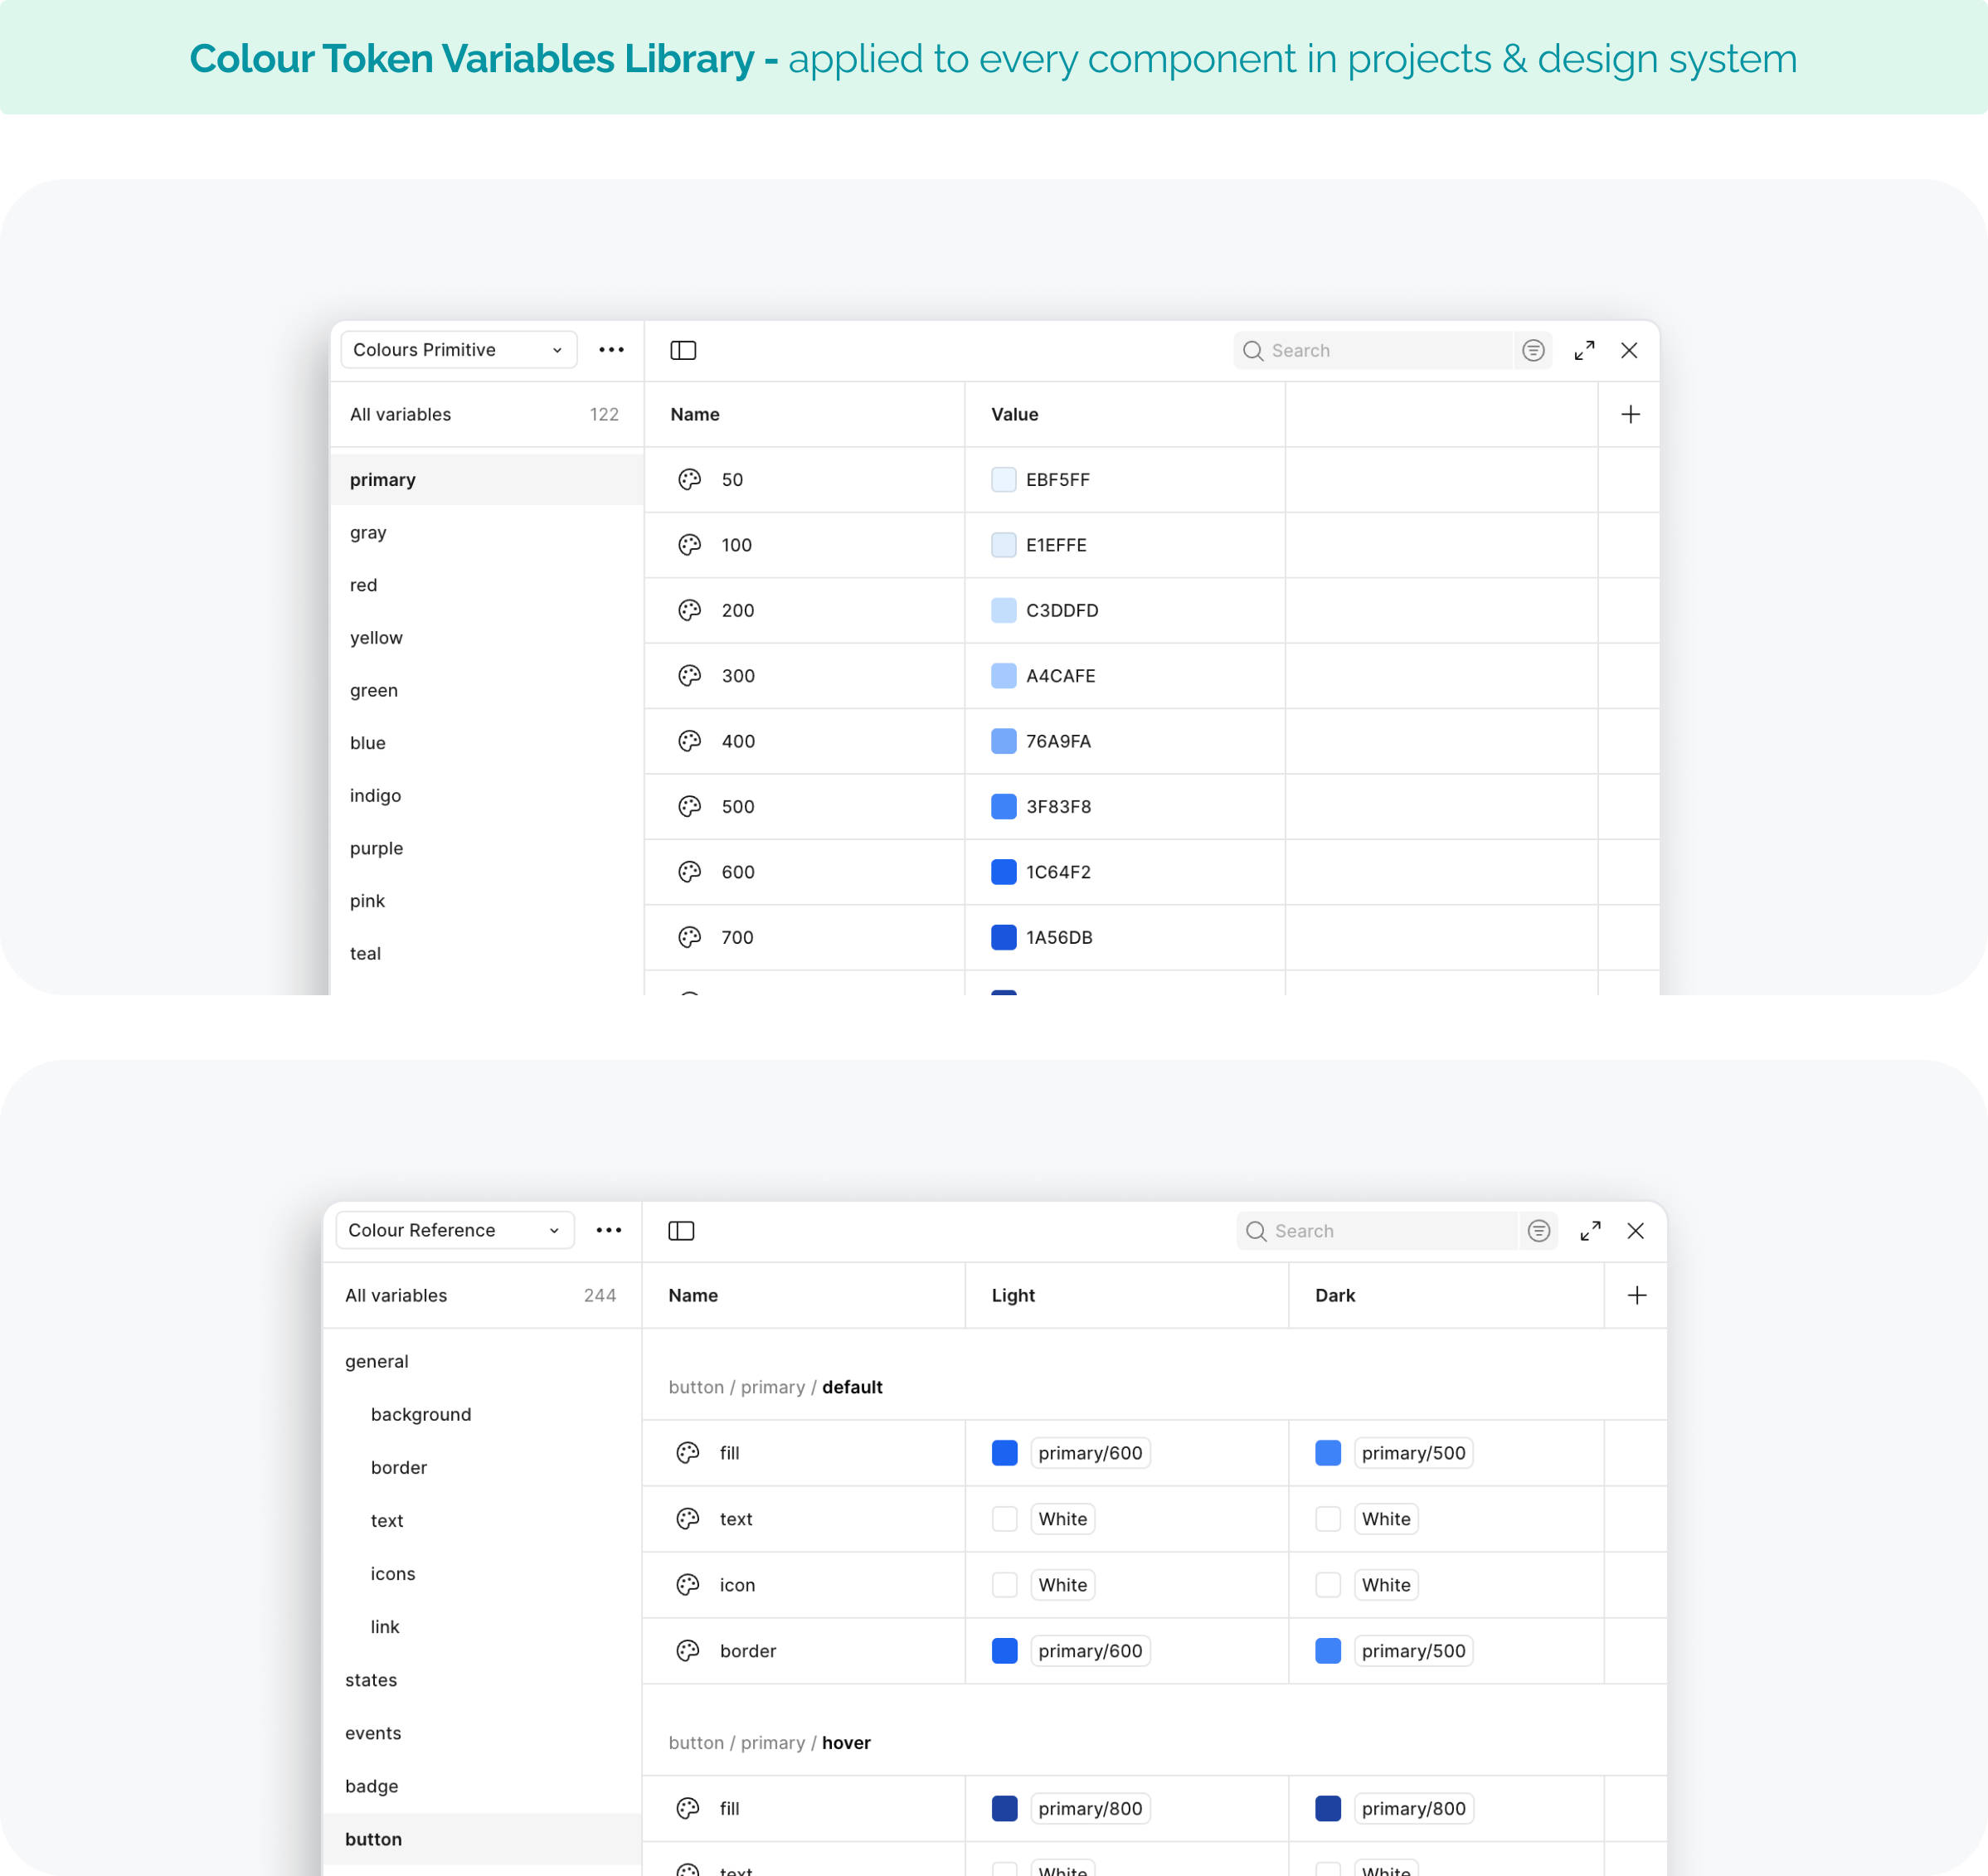 Colour Token Variables Library - applied to every component in projects & design system
Colours Primitive
Search
All variables 122
Name Value
primary
gray
red
yellow
green
blue
indigo
purple
pink
teal
50 EBF5FF
100 E1EFFE
200 C3DDFD
300 A4CAFE
400 76A9FA
500 3F83F8
600 1C64F2
700 1A56DB
Colour Reference
Search
All variables 244
Name Light Dark
general
background
border
text
icons
link
states
events
badge
button
button / primary / default
fill primary/600 primary/500
text White White
icon White White
border primary/600 primary/500
button / primary / hover
fill primary/800 primary/800
text White White